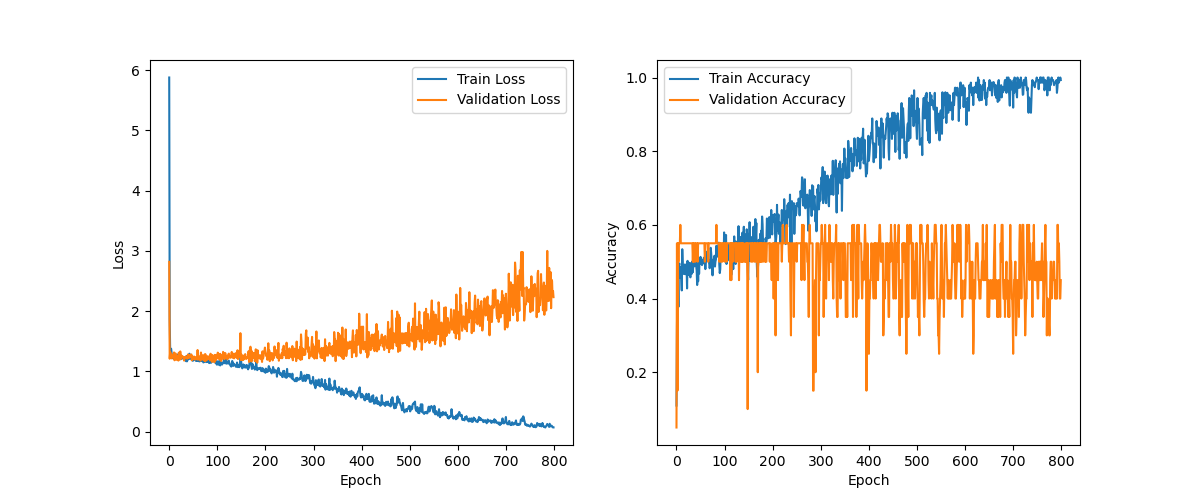 6
5
4
3
2
1
0
Loss
0 100 200 300 400 500 600 700 800
Epoch
Train Loss
Validation Loss
1.0
0.8
0.6
0.4
0.2
Accuracy
0 100 200 300 400 500 600 700 800
Epoch
Train Accuracy
Validation Accuracy